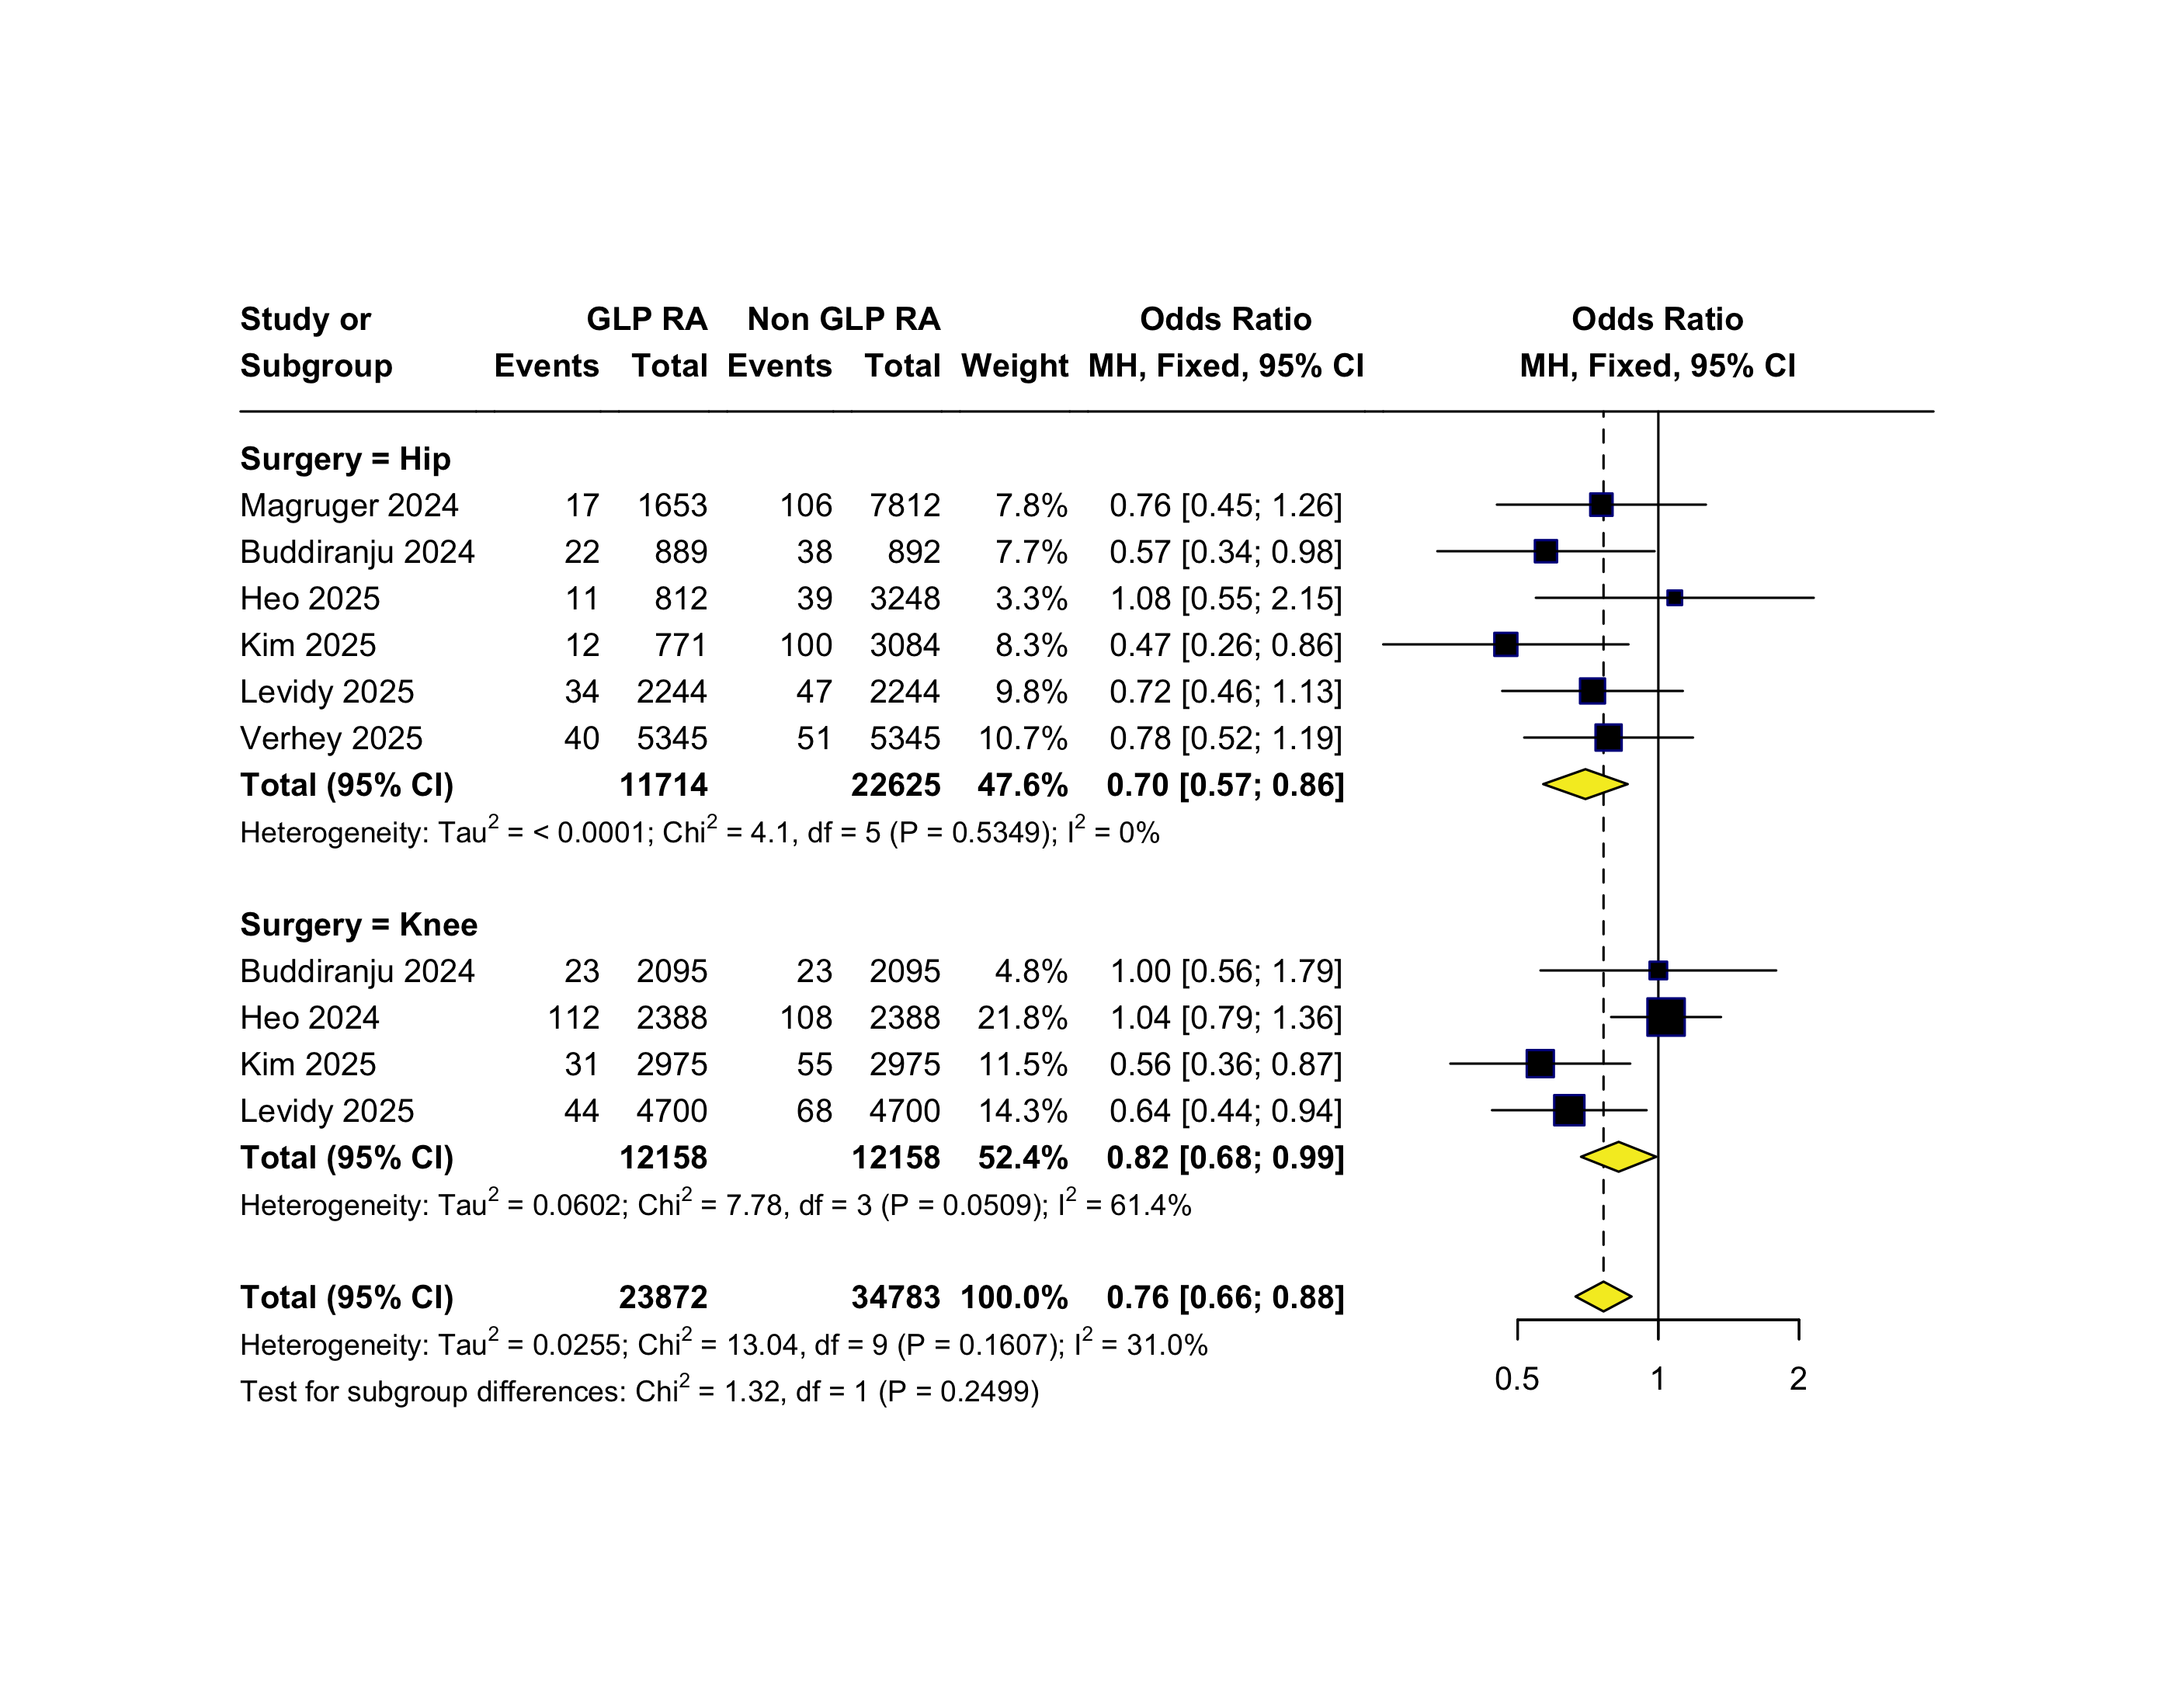 Study or GLP RA Non GLP RA Odds Ratio Odds Ratio
Subgroup Events Total Events Total Weight MH, Fixed, 95% CI MH, Fixed, 95% CI
Surgery = Hip
Magruger 2024 17 1653 106 7812 7.8% 0.76 [0.45; 1.26]
Buddiranju 2024 22 889 38 892 7.7% 0.57 [0.34; 0.98]
Heo 2025 11 812 39 3248 3.3% 1.08 [0.55; 2.15]
Kim 2025 12 771 100 3084 8.3% 0.47 [0.26; 0.86]
Levidy 2025 34 2244 47 2244 9.8% 0.72 [0.46; 1.13]
Verhey 2025 40 5345 51 5345 10.7% 0.78 [0.52; 1.19]
Total (95% CI) 11714 22625 47.6% 0.70 [0.57; 0.86]
Heterogeneity: Tau² = < 0.0001; Chi² = 4.1, df = 5 (P = 0.5349); I² = 0%
Surgery = Knee
Buddiranju 2024 23 2095 23 2095 4.8% 1.00 [0.56; 1.79]
Heo 2024 112 2388 108 2388 21.8% 1.04 [0.79; 1.36]
Kim 2025 31 2975 55 2975 11.5% 0.56 [0.36; 0.87]
Levidy 2025 44 4700 68 4700 14.3% 0.64 [0.44; 0.94]
Total (95% CI) 12158 12158 52.4% 0.82 [0.68; 0.99]
Heterogeneity: Tau² = 0.0602; Chi² = 7.78, df = 3 (P = 0.0509); I² = 61.4%
Total (95% CI) 23872 34783 100.0% 0.76 [0.66; 0.88]
Heterogeneity: Tau² = 0.0255; Chi² = 13.04, df = 9 (P = 0.1607); I² = 31.0%
Test for subgroup differences: Chi² = 1.32, df = 1 (P = 0.2499)
0.5 1 2